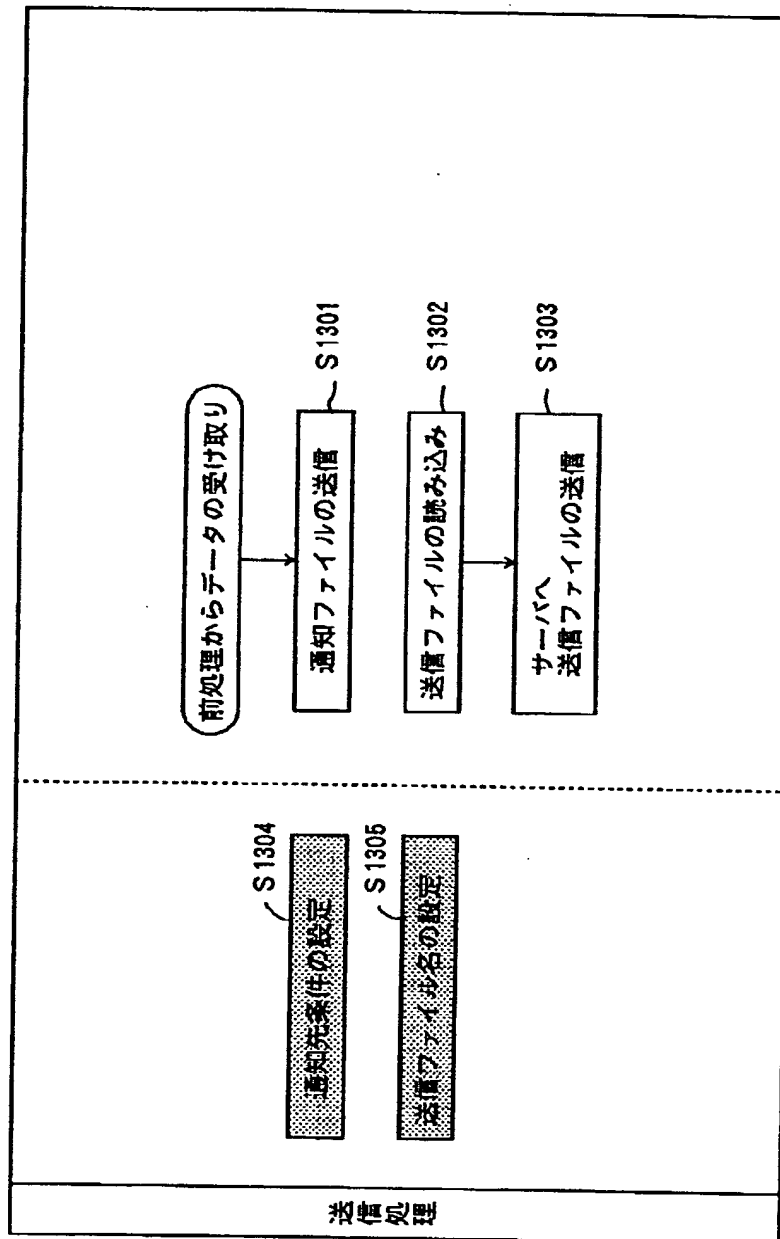 送信処理
通知先条件の設定
S1304
送信ファイル名の設定
S1305
前処理からデータの受け取り
通知ファイルの送信
S1301
送信ファイルの読み込み
S1302
サーバへ
送信ファイルの送信
S1303